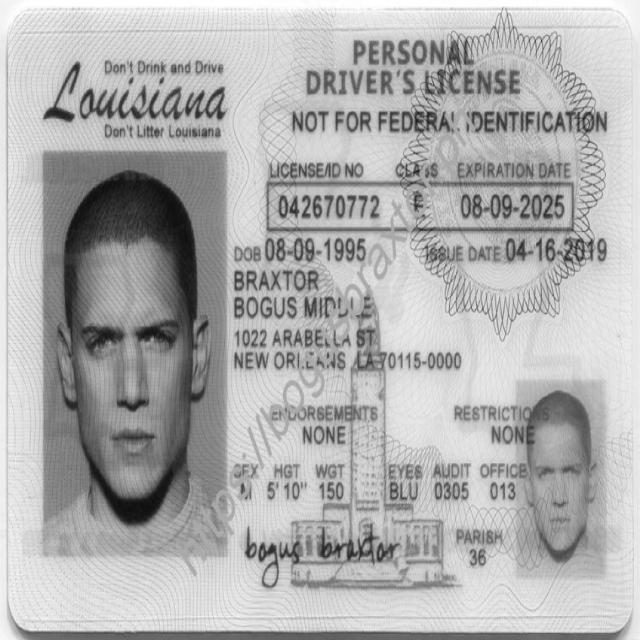 Don't Drink and Drive
Louisiana
Don't Litter Louisiana
PERSONAL
DRIVER'S LICENSE
NOT FOR FEDERAL IDENTIFICATION
LICENSE/ID NO CLASS EXPIRATION DATE
042670772 E 08-09-2025
DOB 08-09-1995 ISSUE DATE 04-16-2019
BRAXTOR
BOGUS MIDDLE
1022 ARABELLA ST
NEW ORLEANS ,LA 70115-0000
ENDORSEMENTS RESTRICTIONS
NONE NONE
SEX HGT WGT EYES AUDIT OFFICE
M 5'10" 150 BLU 0305 013
bogus braxtor
PARISH
36